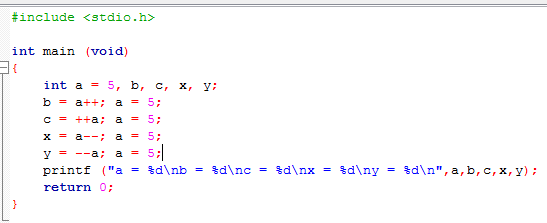 #include <stdio.h>
int main (void)
{
int a = 5, b, c, x, y;
b = a++; a = 5;
c = ++a; a = 5;
x = a--; a = 5;
y = --a; a = 5;
printf ("a = %d\nb = %d\nc = %d\nx = %d\ny = %d\n",a,b,c,x,y);
return 0;
}